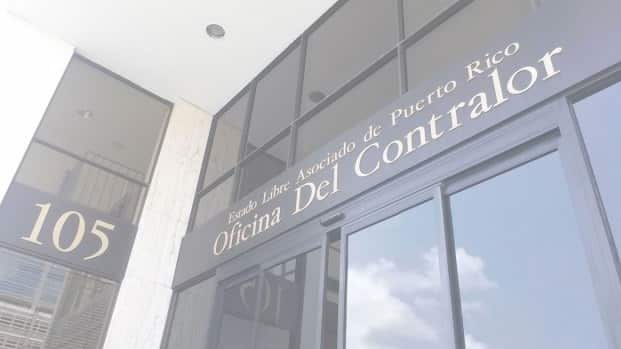 105
Estado Libre Asociado de Puerto Rico
Oficina Del Contralor